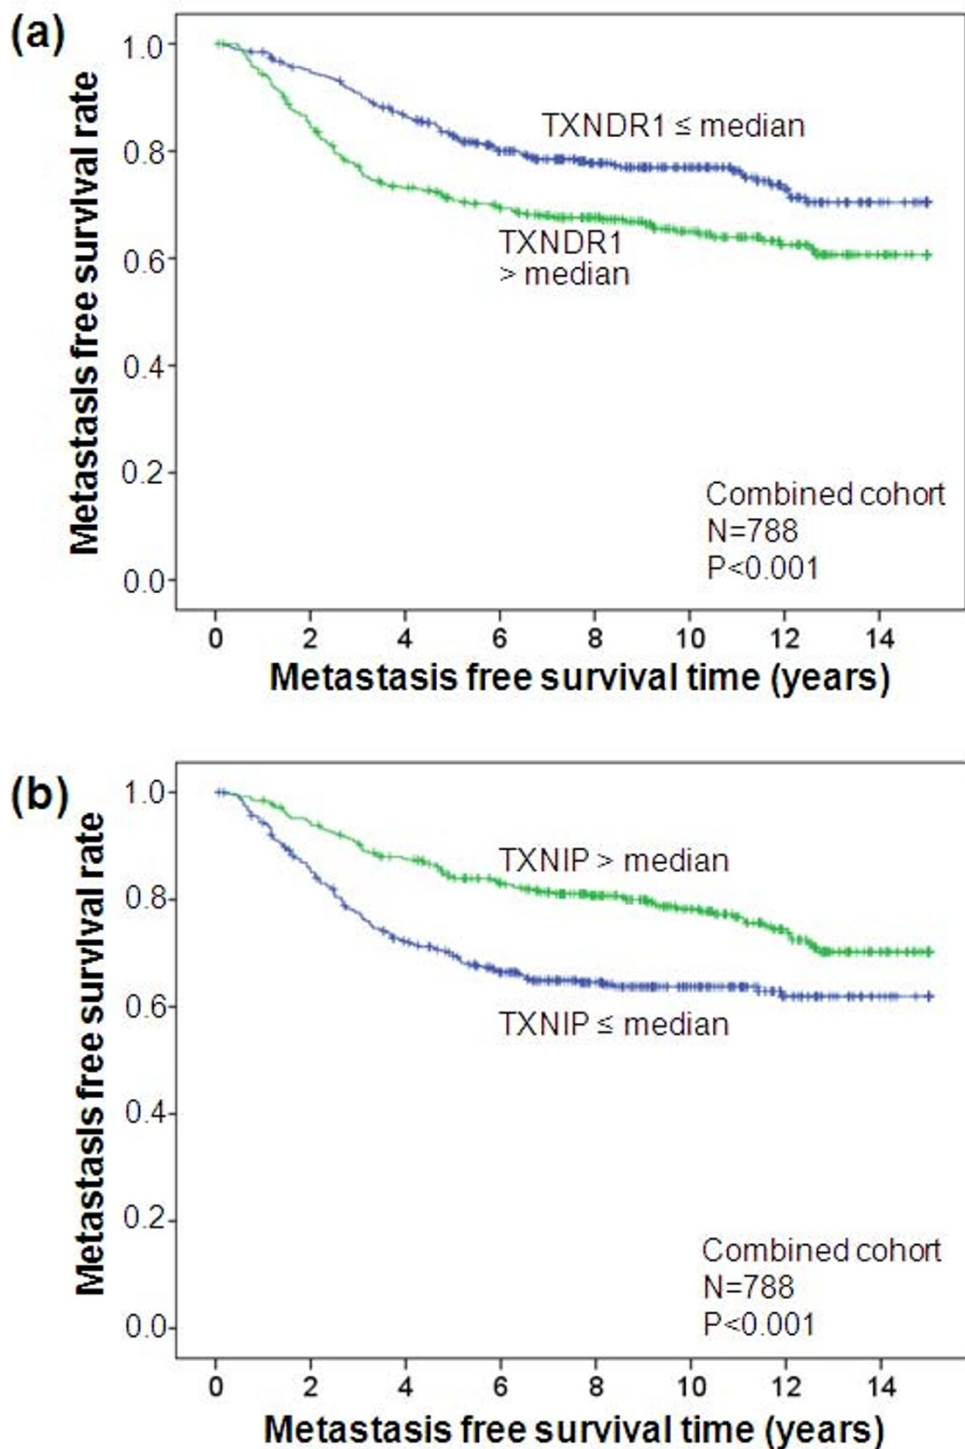 (a)
Metastasis free survival rate
1.0
0.8
0.6
0.4
0.2
0.0
TXNDR1 ≤ median
TXNDR1
> median
Combined cohort
N=788
P<0.001
0 2 4 6 8 10 12 14
Metastasis free survival time (years)
(b)
Metastasis free survival rate
1.0
0.8
0.6
0.4
0.2
0.0
TXNIP > median
TXNIP ≤ median
Combined cohort
N=788
P<0.001
0 2 4 6 8 10 12 14
Metastasis free survival time (years)